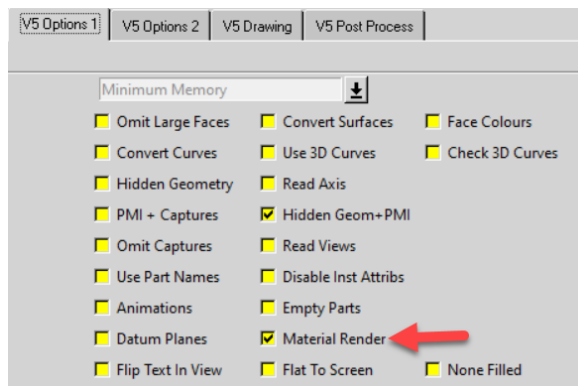 V5 Options 1 V5 Options 2 V5 Drawing V5 Post Process
Minimum Memory
Omit Large Faces Convert Surfaces Face Colours
Convert Curves Use 3D Curves Check 3D Curves
Hidden Geometry Read Axis
PMI + Captures Hidden Geom+PMI
Omit Captures Read Views
Use Part Names Disable Inst Attribs
Animations Empty Parts
Datum Planes Material Render
Flip Text In View Flat To Screen None Filled